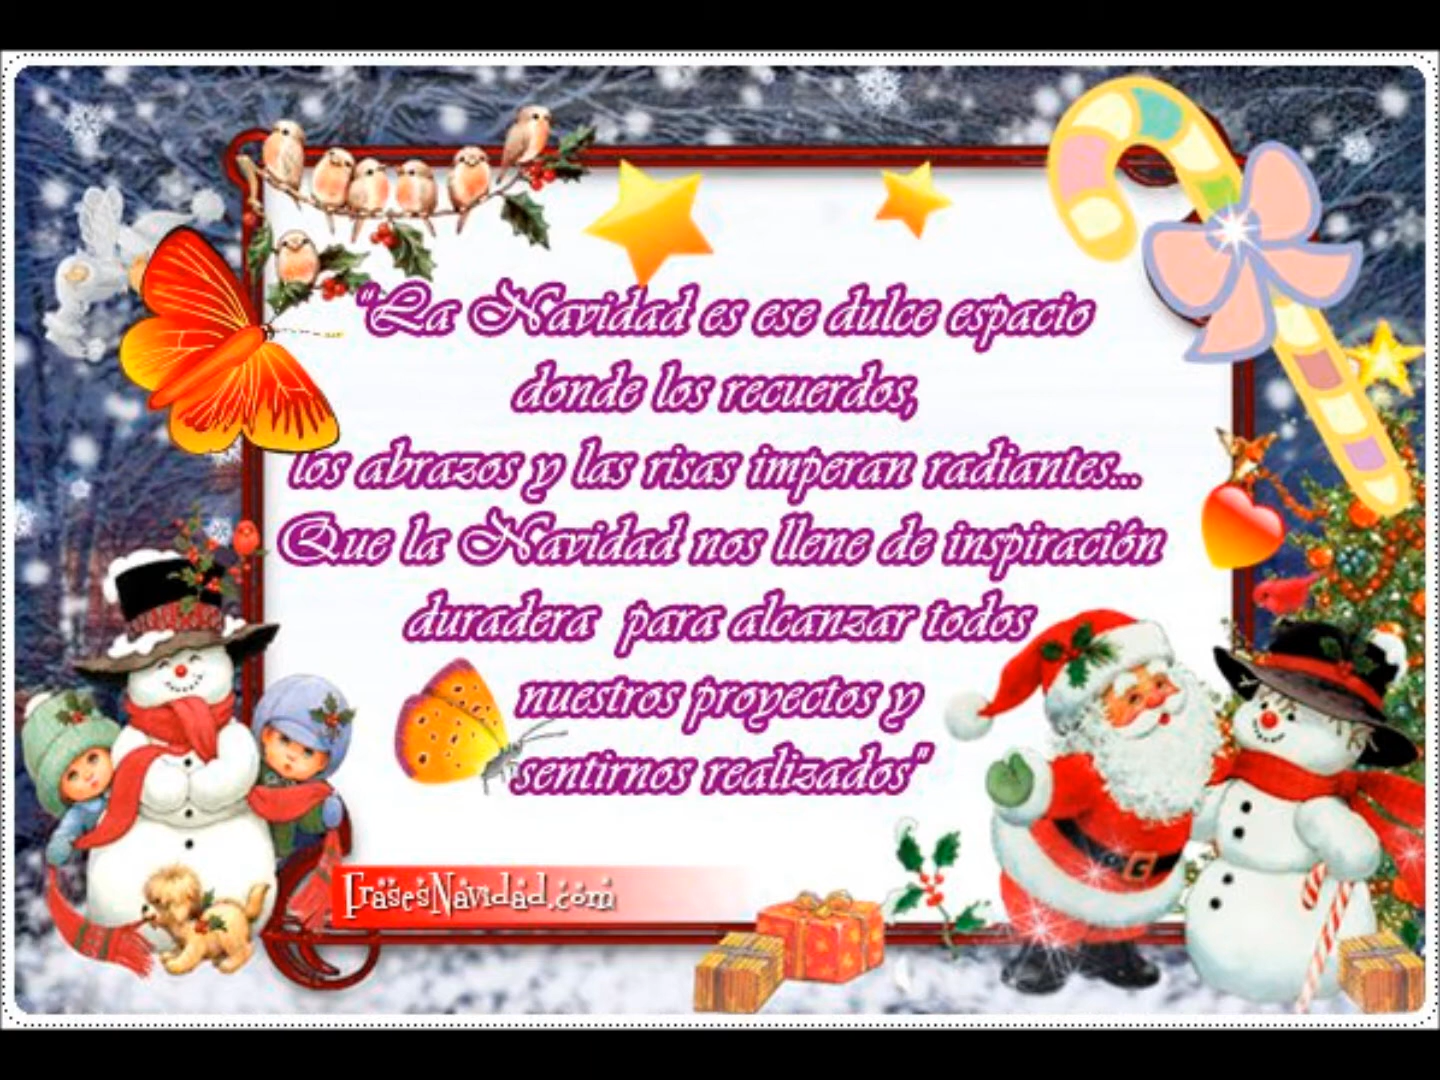 "La Navidad es ese dulce espacio
donde los recuerdos,
los abrazos y las risas imperan radiantes...
Que la Navidad nos llene de inspiración
duradera para alcanzar todos
nuestros proyectos y
sentirnos realizados"
FrasesNavidad.com